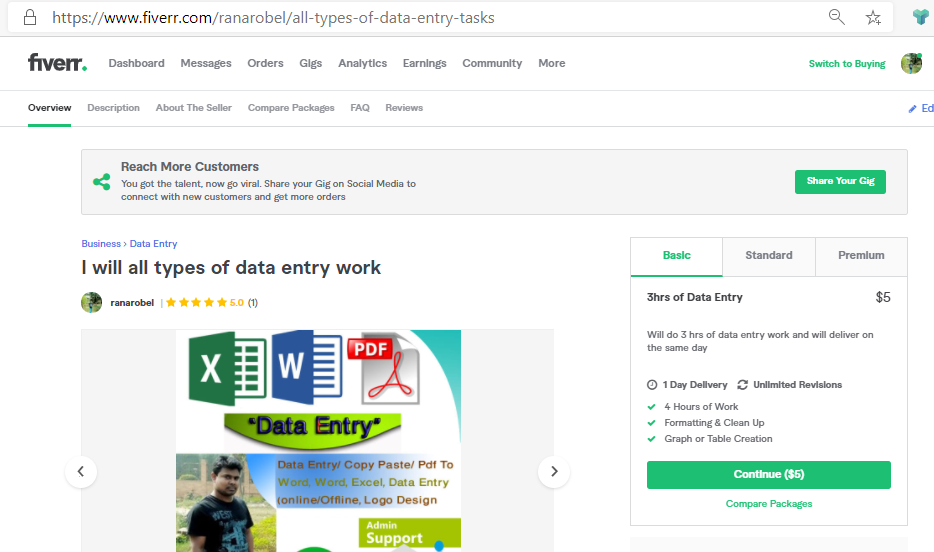 https://www.fiverr.com/ranarobel/all-types-of-data-entry-tasks
fiverr.
Dashboard Messages Orders Gigs Analytics Earnings Community More
Switch to Buying
Overview Description About The Seller Compare Packages FAQ Reviews
Ed
Reach More Customers
You got the talent, now go viral. Share your Gig on Social Media to
connect with new customers and get more orders
Share Your Gig
Business › Data Entry
I will all types of data entry work
ranarobel | 5.0 (1)
X W PDF
"Data Entry"
Data Entry/ Copy Paste/ Pdf To
Word, Word, Excel, Data Entry
(online/Offline, Logo Design
WEST
Admin
Support
Basic Standard Premium
3hrs of Data Entry $5
Will do 3 hrs of data entry work and will deliver on
the same day
1 Day Delivery Unlimited Revisions
4 Hours of Work
Formatting & Clean Up
Graph or Table Creation
Continue ($5)
Compare Packages